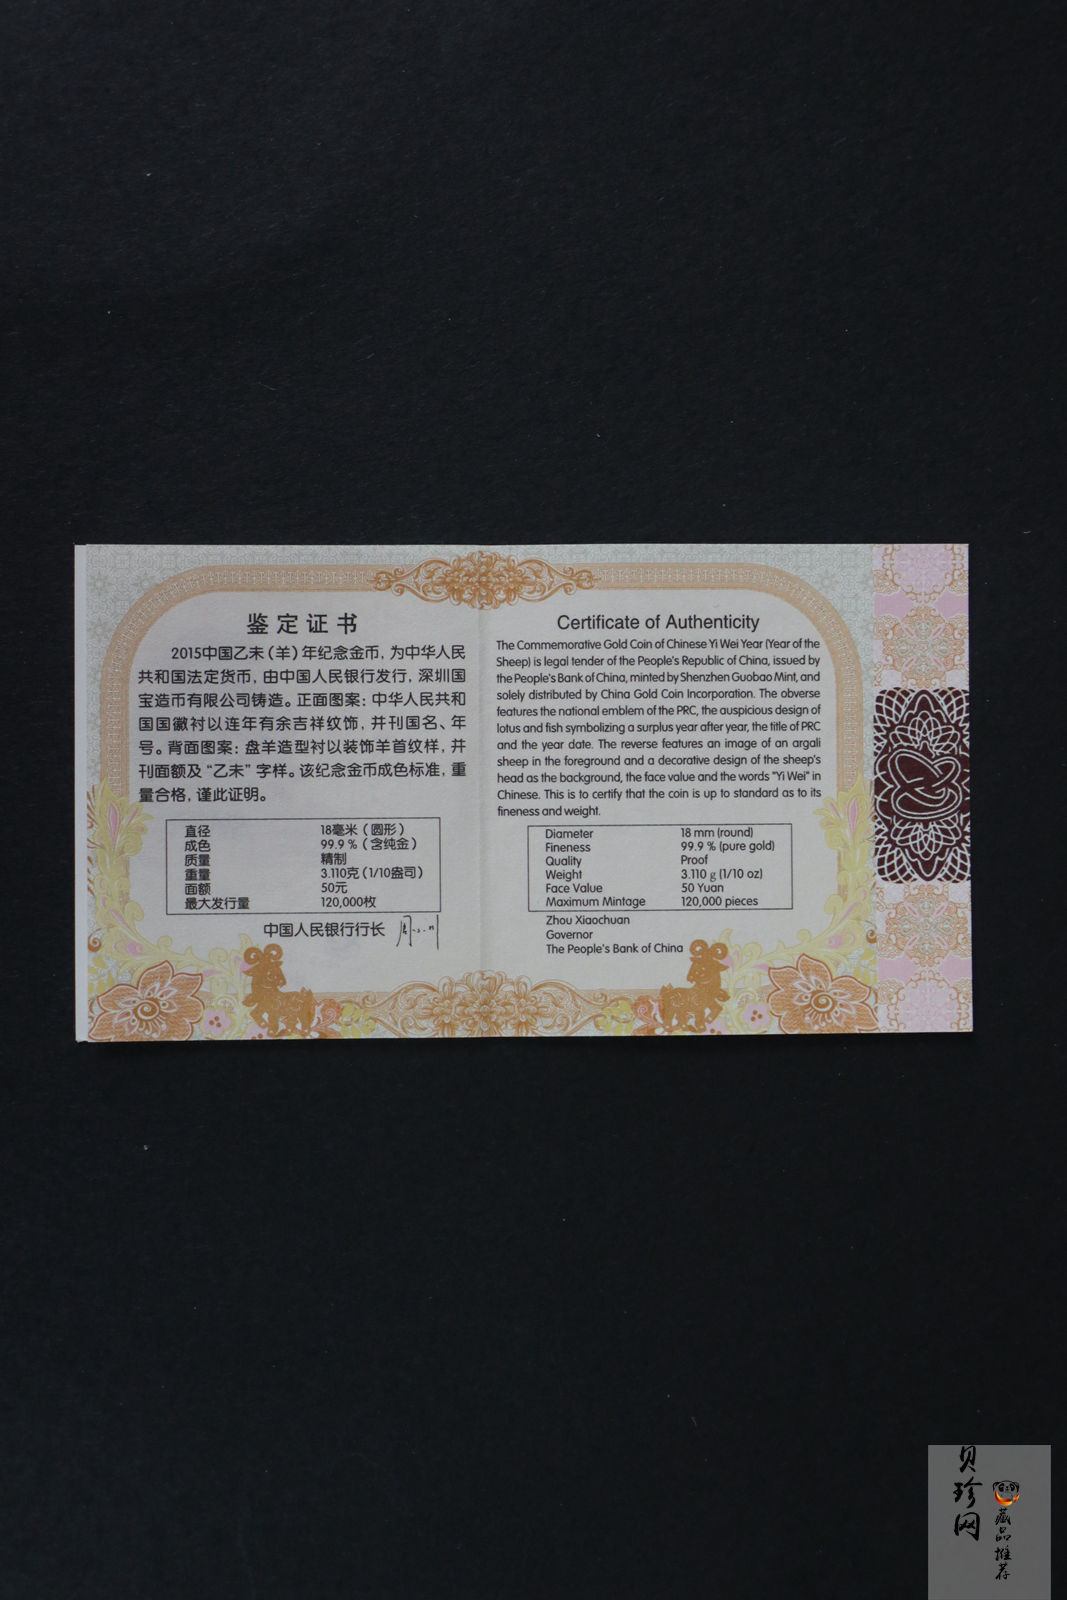 鉴定证书
2015中国乙未（羊）年纪念金币，为中华人民
共和国法定货币，由中国人民银行发行，深圳国
宝造币有限公司铸造。正面图案：中华人民共和
国国徽衬以连年有余吉祥纹饰，并刊国名、年
号。背面图案：盘羊造型衬以装饰羊首纹样，并
刊面额及“乙未”字样。该纪念金币成色标准，重
量合格，谨此证明。
直径 18毫米（圆形）
成色 99.9 %（含纯金）
质量 精制
重量 3.110克（1/10盎司）
面额 50元
最大发行量 120,000枚
中国人民银行行长
Certificate of Authenticity
The Commemorative Gold Coin of Chinese Yi Wei Year (Year of the
Sheep) is legal tender of the People's Republic of China, issued by
the People's Bank of China, minted by Shenzhen Guobao Mint, and
solely distributed by China Gold Coin Incorporation. The obverse
features the national emblem of the PRC, the auspicious design of
lotus and fish symbolizing a surplus year after year, the title of PRC
and the year date. The reverse features an image of an argali
sheep in the foreground and a decorative design of the sheep's
head as the background, the face value and the words "Yi Wei" in
Chinese. This is to certify that the coin is up to standard as to its
fineness and weight.
Diameter 18 mm (round)
Fineness 99.9 % (pure gold)
Quality Proof
Weight 3.110 g (1/10 oz)
Face Value 50 Yuan
Maximum Mintage 120,000 pieces
Zhou Xiaochuan
Governor
The People's Bank of China
贝珍网
藏品推荐